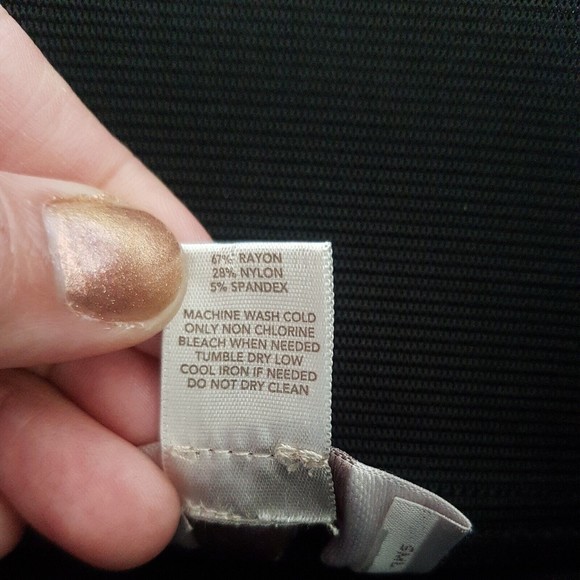 67% RAYON
28% NYLON
5% SPANDEX
MACHINE WASH COLD
ONLY NON CHLORINE
BLEACH WHEN NEEDED
TUMBLE DRY LOW
COOL IRON IF NEEDED
DO NOT DRY CLEAN